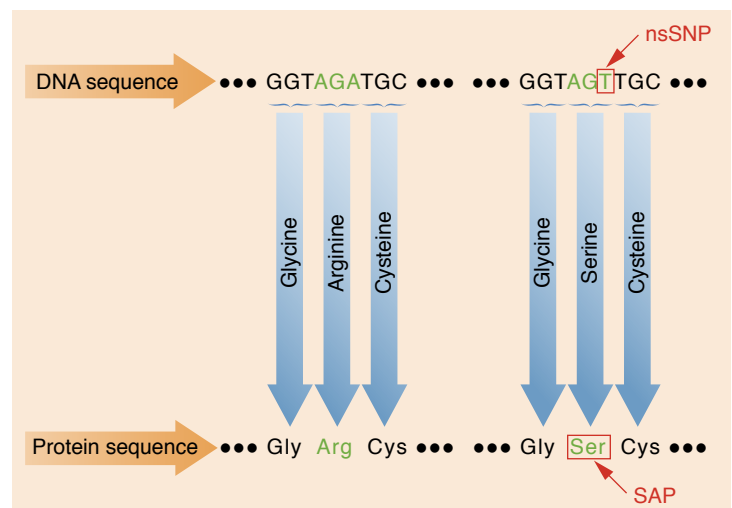 nsSNP
DNA sequence ●●● GGTAGATGC ●●● ●●● GGTAGTTGC ●●●
Glycine
Arginine
Cysteine
Glycine
Serine
Cysteine
Protein sequence ●●● Gly Arg Cys ●●● ●●● Gly Ser Cys ●●●
SAP